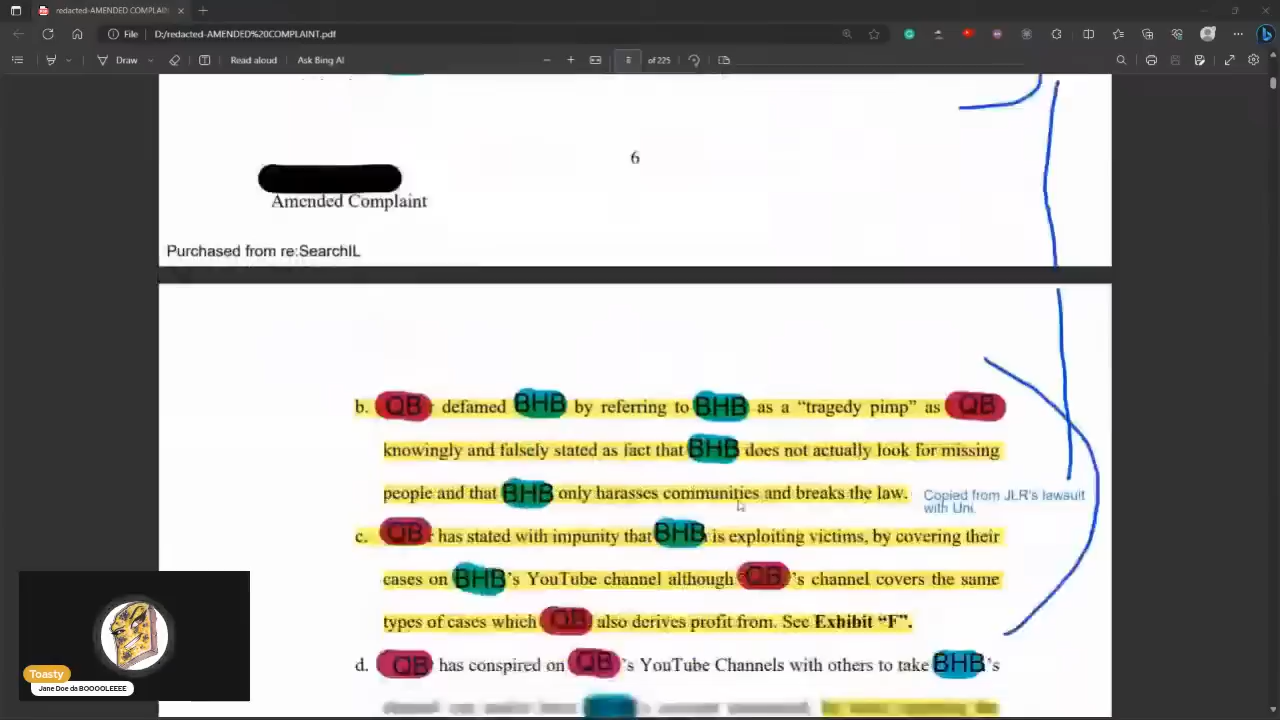 redacted-AMENDED COMPLAIN
File D:/redacted-AMENDED%20COMPLAINT.pdf
Draw Read aloud Ask Bing AI 8 of 225
6
Amended Complaint
Purchased from re:SearchIL
b. QB defamed BHB by referring to BHB as a “tragedy pimp” as QB
knowingly and falsely stated as fact that BHB does not actually look for missing
people and that BHB only harasses communities and breaks the law.
Copied from JLR's lawsuit
with Uni.
c. QB has stated with impunity that BHB is exploiting victims, by covering their
cases on BHB's YouTube channel although QB's channel covers the same
types of cases which QB also derives profit from. See Exhibit “F”.
d. QB has conspired on QB's YouTube Channels with others to take BHB's
Toasty
Jane Doe da BOOOOLEEEE